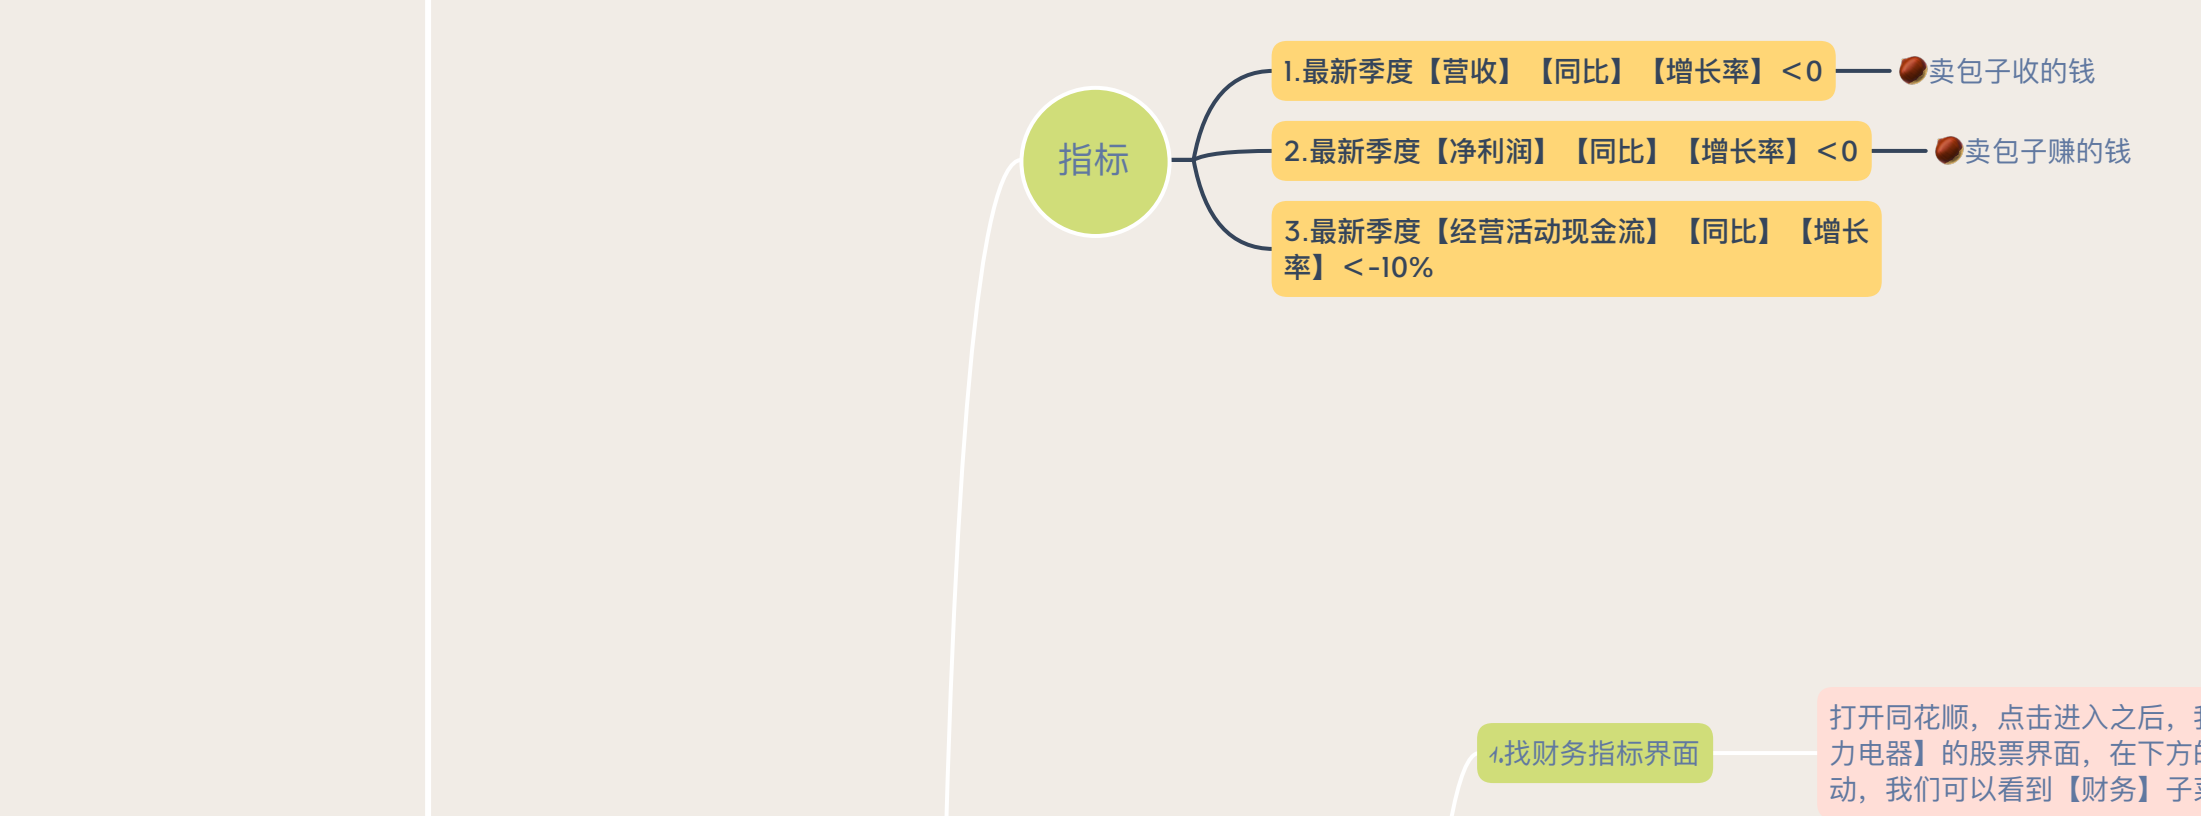 指标
1.最新季度【营收】【同比】【增长率】<0
卖包子收的钱
2.最新季度【净利润】【同比】【增长率】<0
卖包子赚的钱
3.最新季度【经营活动现金流】【同比】【增长
率】<-10%
找财务指标界面
打开同花顺，点击进入之后，
力电器】的股票界面，在下方
动，我们可以看到【财务】子